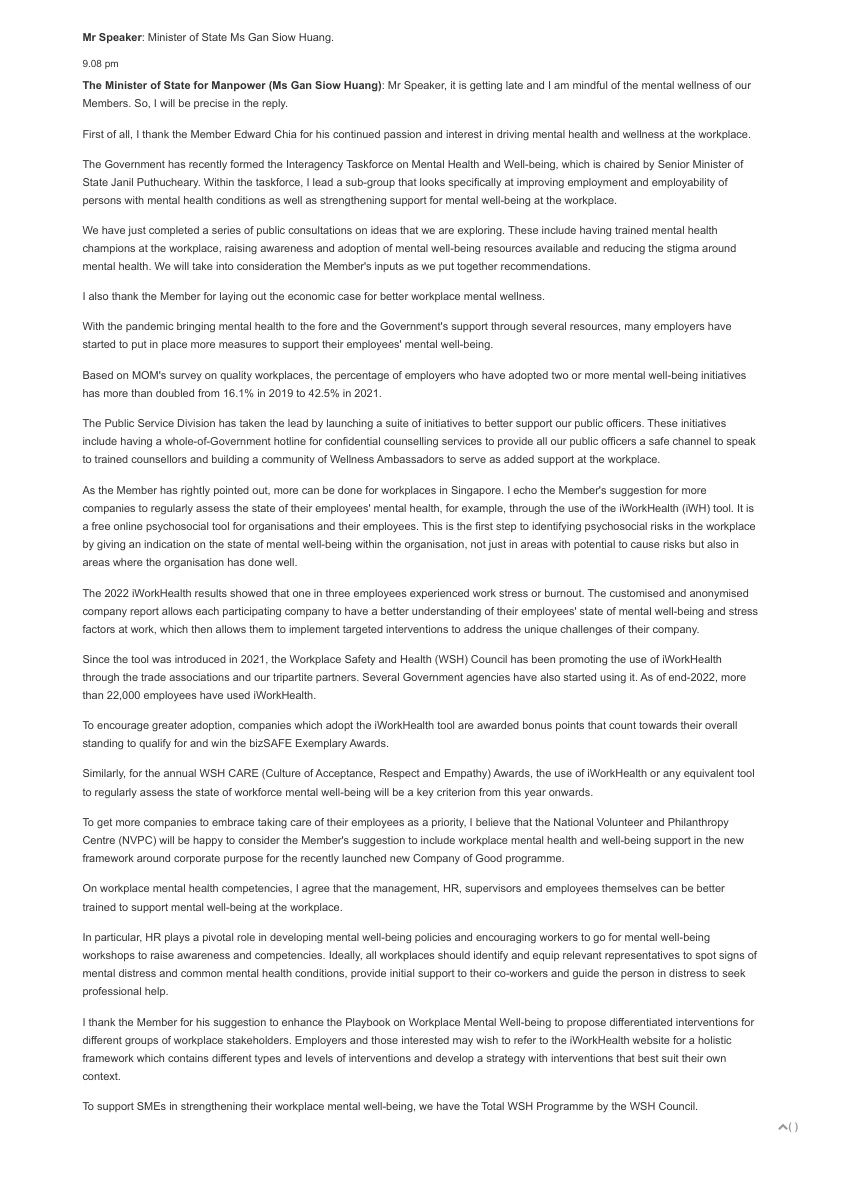 Mr Speaker: Minister of State Ms Gan Siow Huang.
9.08 pm
The Minister of State for Manpower (Ms Gan Siow Huang): Mr Speaker, it is getting late and I am mindful of the mental wellness of our
Members. So, I will be precise in the reply.
First of all, I thank the Member Edward Chia for his continued passion and interest in driving mental health and wellness at the workplace.
The Government has recently formed the Interagency Taskforce on Mental Health and Well-being, which is chaired by Senior Minister of
State Janil Puthucheary. Within the taskforce, I lead a sub-group that looks specifically at improving employment and employability of
persons with mental health conditions as well as strengthening support for mental well-being at the workplace.
We have just completed a series of public consultations on ideas that we are exploring. These include having trained mental health
champions at the workplace, raising awareness and adoption of mental well-being resources available and reducing the stigma around
mental health. We will take into consideration the Member's inputs as we put together recommendations.
I also thank the Member for laying out the economic case for better workplace mental wellness.
With the pandemic bringing mental health to the fore and the Government's support through several resources, many employers have
started to put in place more measures to support their employees' mental well-being.
Based on MOM's survey on quality workplaces, the percentage of employers who have adopted two or more mental well-being initiatives
has more than doubled from 16.1% in 2019 to 42.5% in 2021.
The Public Service Division has taken the lead by launching a suite of initiatives to better support our public officers. These initiatives
include having a whole-of-Government hotline for confidential counselling services to provide all our public officers a safe channel to speak
to trained counsellors and building a community of Wellness Ambassadors to serve as added support at the workplace.
As the Member has rightly pointed out, more can be done for workplaces in Singapore. I echo the Member's suggestion for more
companies to regularly assess the state of their employees' mental health, for example, through the use of the iWorkHealth (iWH) tool. It is
a free online psychosocial tool for organisations and their employees. This is the first step to identifying psychosocial risks in the workplace
by giving an indication on the state of mental well-being within the organisation, not just in areas with potential to cause risks but also in
areas where the organisation has done well.
The 2022 iWorkHealth results showed that one in three employees experienced work stress or burnout. The customised and anonymised
company report allows each participating company to have a better understanding of their employees' state of mental well-being and stress
factors at work, which then allows them to implement targeted interventions to address the unique challenges of their company.
Since the tool was introduced in 2021, the Workplace Safety and Health (WSH) Council has been promoting the use of iWorkHealth
through the trade associations and our tripartite partners. Several Government agencies have also started using it. As of end-2022, more
than 22,000 employees have used iWorkHealth.
To encourage greater adoption, companies which adopt the iWorkHealth tool are awarded bonus points that count towards their overall
standing to qualify for and win the bizSAFE Exemplary Awards.
Similarly, for the annual WSH CARE (Culture of Acceptance, Respect and Empathy) Awards, the use of iWorkHealth or any equivalent tool
to regularly assess the state of workforce mental well-being will be a key criterion from this year onwards.
To get more companies to embrace taking care of their employees as a priority, I believe that the National Volunteer and Philanthropy
Centre (NVPC) will be happy to consider the Member's suggestion to include workplace mental health and well-being support in the new
framework around corporate purpose for the recently launched new Company of Good programme.
On workplace mental health competencies, I agree that the management, HR, supervisors and employees themselves can be better
trained to support mental well-being at the workplace.
In particular, HR plays a pivotal role in developing mental well-being policies and encouraging workers to go for mental well-being
workshops to raise awareness and competencies. Ideally, all workplaces should identify and equip relevant representatives to spot signs of
mental distress and common mental health conditions, provide initial support to their co-workers and guide the person in distress to seek
professional help.
I thank the Member for his suggestion to enhance the Playbook on Workplace Mental Well-being to propose differentiated interventions for
different groups of workplace stakeholders. Employers and those interested may wish to refer to the iWorkHealth website for a holistic
framework which contains different types and levels of interventions and develop a strategy with interventions that best suit their own
context.
To support SMEs in strengthening their workplace mental well-being, we have the Total WSH Programme by the WSH Council.
( )